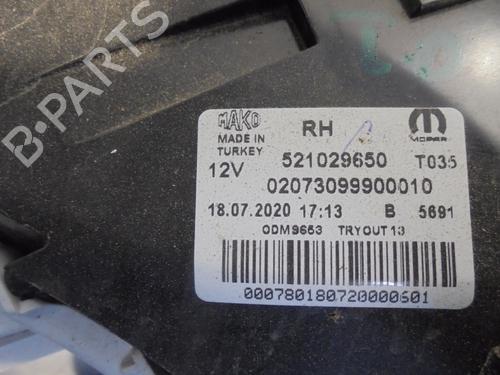 B-PARTS
MAKO
MADE IN
TURKEY
RH
MOPAR
12V
521029650
T035
02073099900010
18.07.2020 17:13
B
5691
ODM9653
TRYOUT 13
000780180720000601